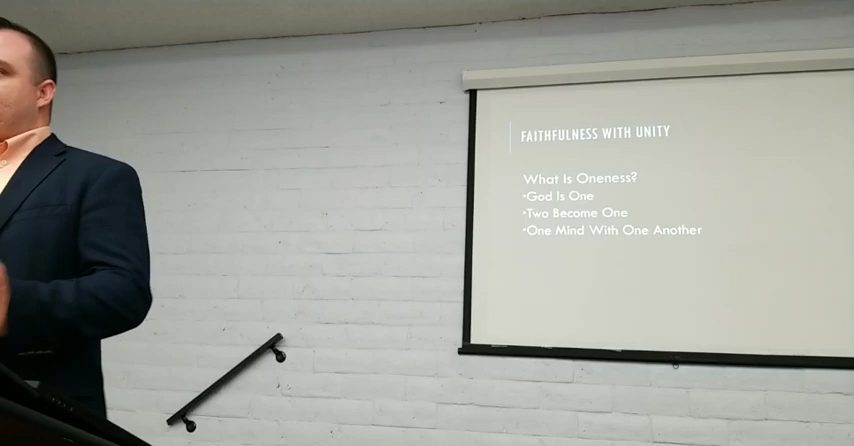 FAITHFULNESS WITH UNITY
What Is Oneness?
•God Is One
•Two Become One
•One Mind With One Another